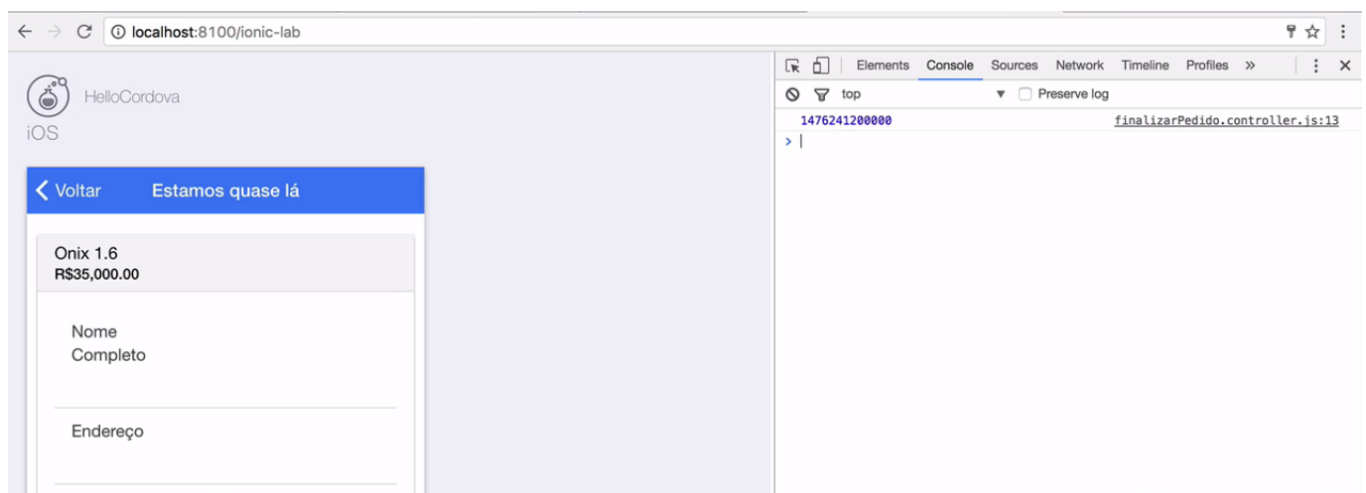 localhost:8100/ionic-lab
Elements Console Sources Network Timeline Profiles »
HelloCordova
iOS
top Preserve log
1476241200000 finalizarPedido.controller.js:13
>
Voltar Estamos quase lá
Onix 1.6
R$35,000.00
Nome
Completo
Endereço